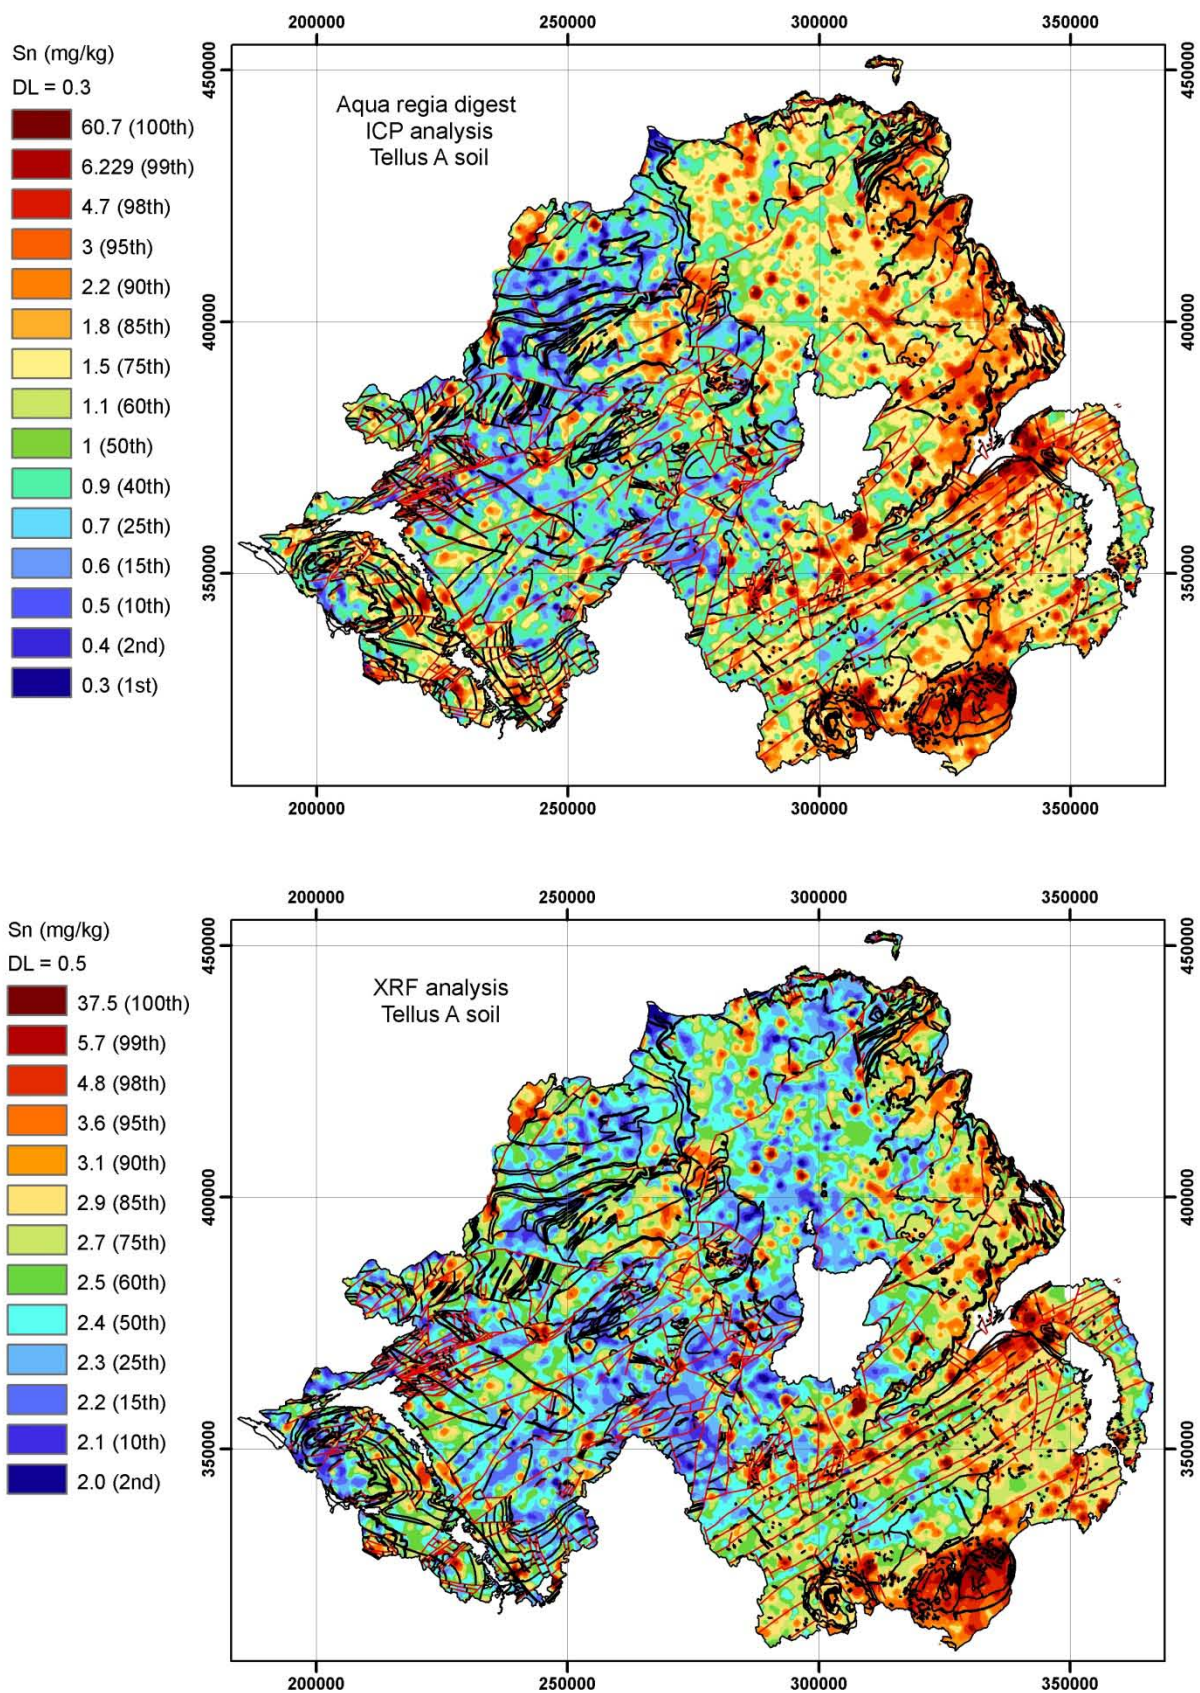 200000 250000 300000 350000
Sn (mg/kg)
DL = 0.3
60.7 (100th)
6.229 (99th)
4.7 (98th)
3 (95th)
2.2 (90th)
1.8 (85th)
1.5 (75th)
1.1 (60th)
1 (50th)
0.9 (40th)
0.7 (25th)
0.6 (15th)
0.5 (10th)
0.4 (2nd)
0.3 (1st)
450000
400000
350000
Aqua regia digest
ICP analysis
Tellus A soil
450000
400000
350000
200000 250000 300000 350000
200000 250000 300000 350000
Sn (mg/kg)
DL = 0.5
37.5 (100th)
5.7 (99th)
4.8 (98th)
3.6 (95th)
3.1 (90th)
2.9 (85th)
2.7 (75th)
2.5 (60th)
2.4 (50th)
2.3 (25th)
2.2 (15th)
2.1 (10th)
2.0 (2nd)
450000
400000
350000
XRF analysis
Tellus A soil
450000
400000
350000
200000 250000 300000 350000